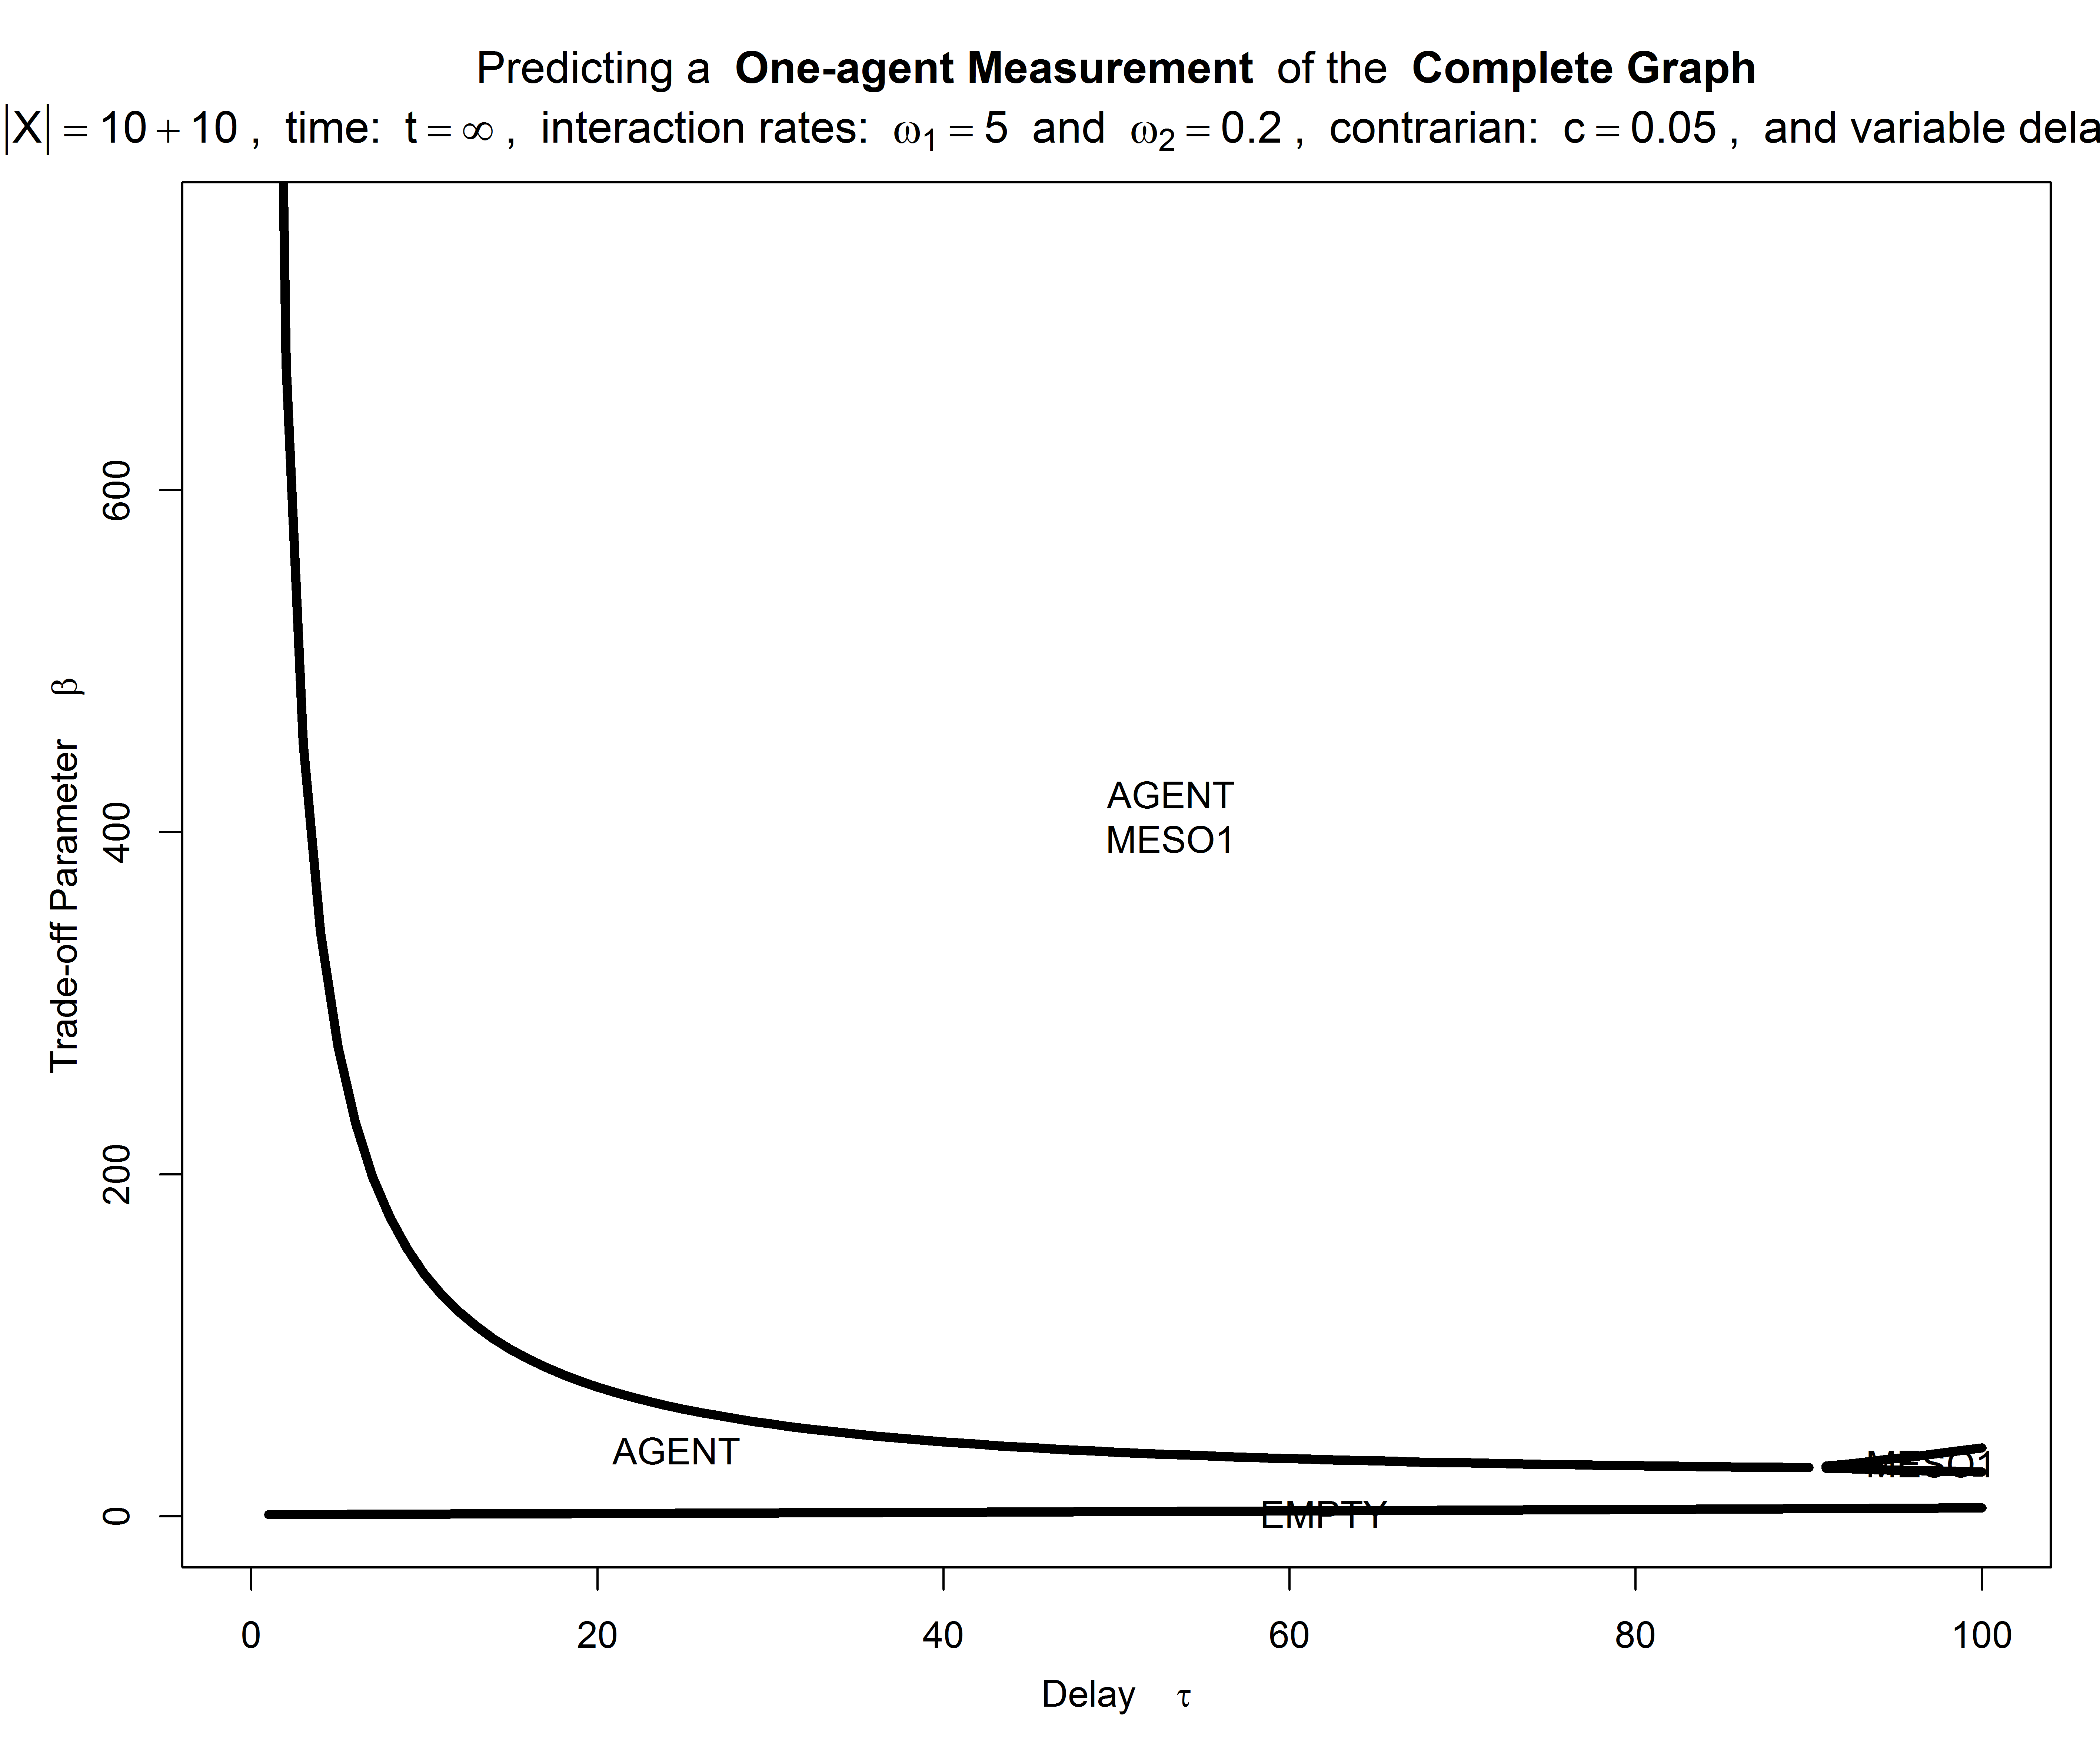 Predicting a One-agent Measurement of the Complete Graph
|X| = 10 + 10 , time: t = ∞ , interaction rates: ω₁ = 5 and ω₂ = 0.2 , contrarian: c = 0.05 , and variable dela
600
400
200
0
Trade-off Parameter β
AGENT
MESO1
AGENT
MESO1
EMPTY
0 20 40 60 80 100
Delay τ